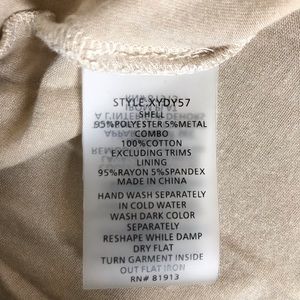 STYLE.XYDY57
SHELL
95%POLYESTER 5%METAL
COMBO
100%COTTON
EXCLUDING TRIMS
LINING
95%RAYON 5%SPANDEX
MADE IN CHINA
HAND WASH SEPARATELY
IN COLD WATER
WASH DARK COLOR
SEPARATELY
RESHAPE WHILE DAMP
DRY FLAT
TURN GARMENT INSIDE
OUT FLAT IRON
RN# 81913